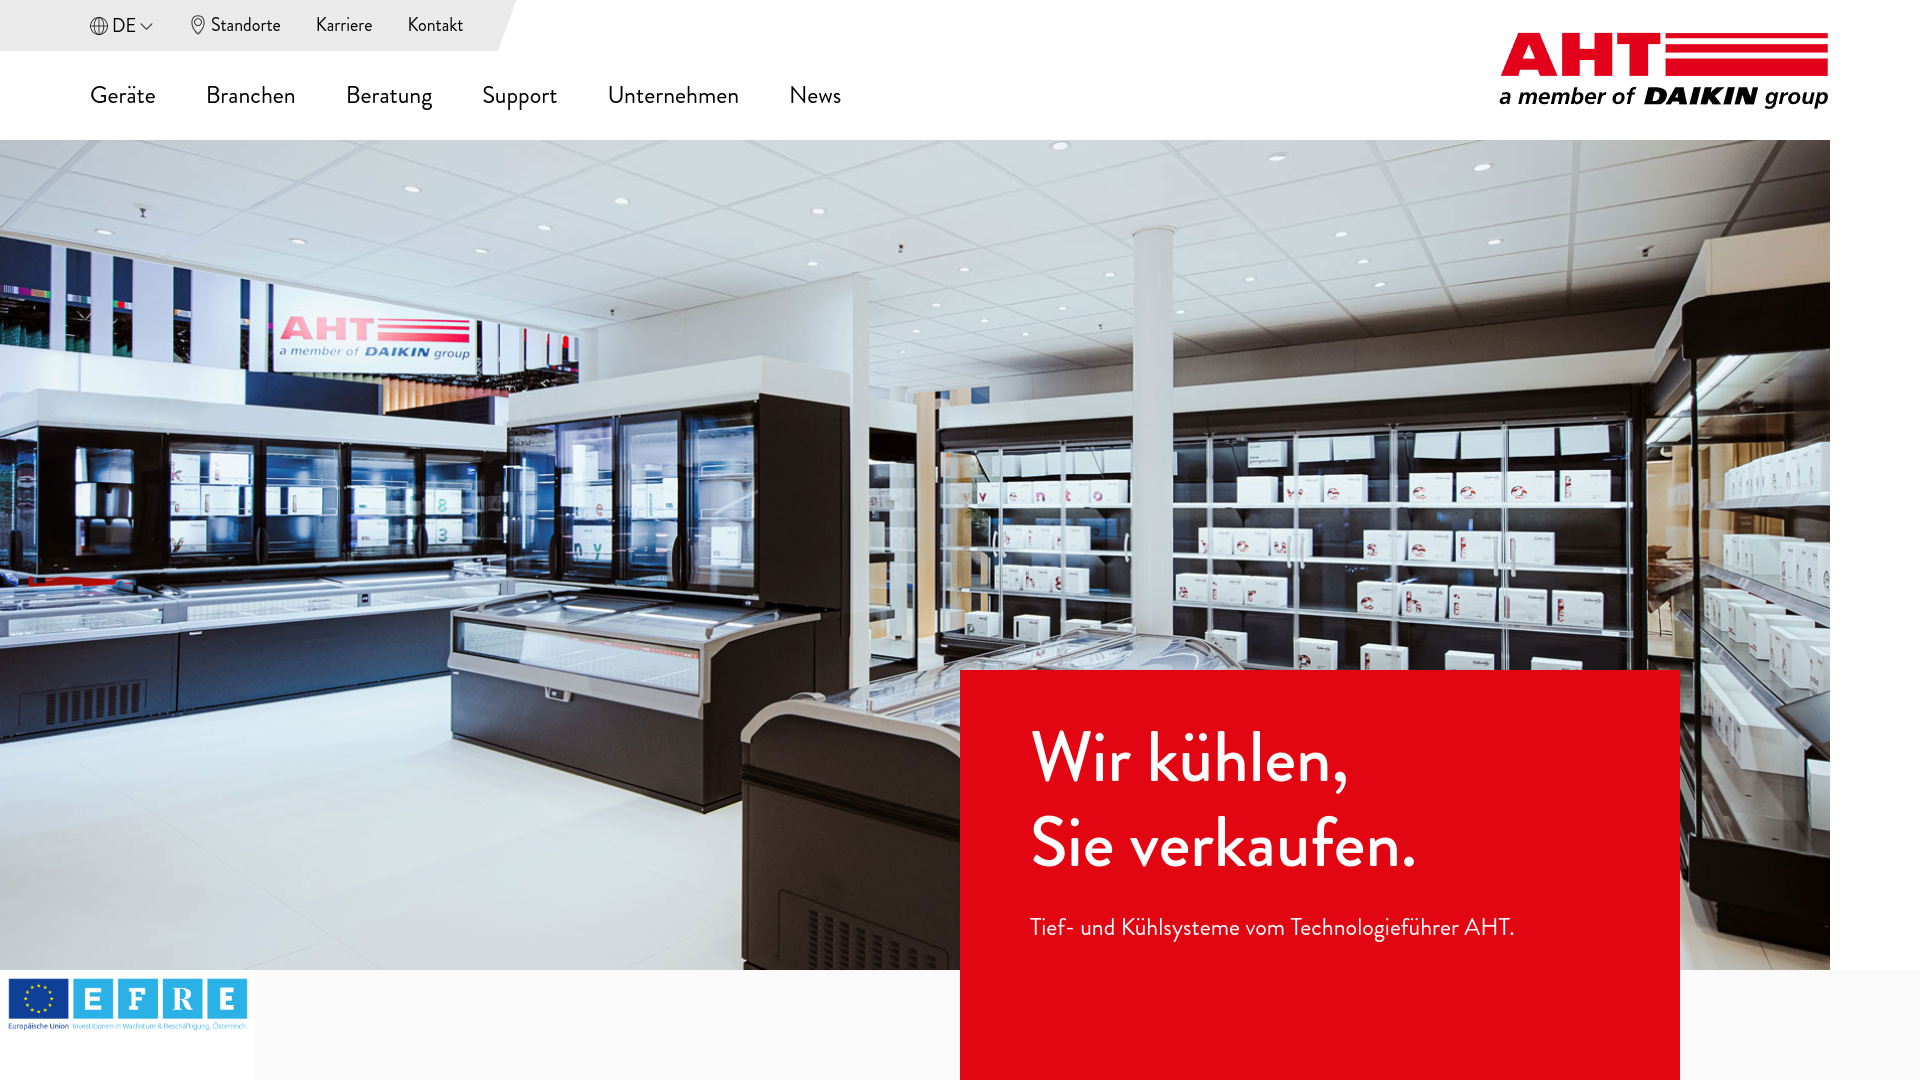 DE
Standorte
Karriere
Kontakt
Geräte
Branchen
Beratung
Support
Unternehmen
News
AHT
a member of DAIKIN group
AHT
a member of DAIKIN group
Wir kühlen,
Sie verkaufen.
Tief- und Kühlsysteme vom Technologieführer AHT.
EFRE
Europäische Union Investitionen in Wachstum & Beschäftigung. Österreich.